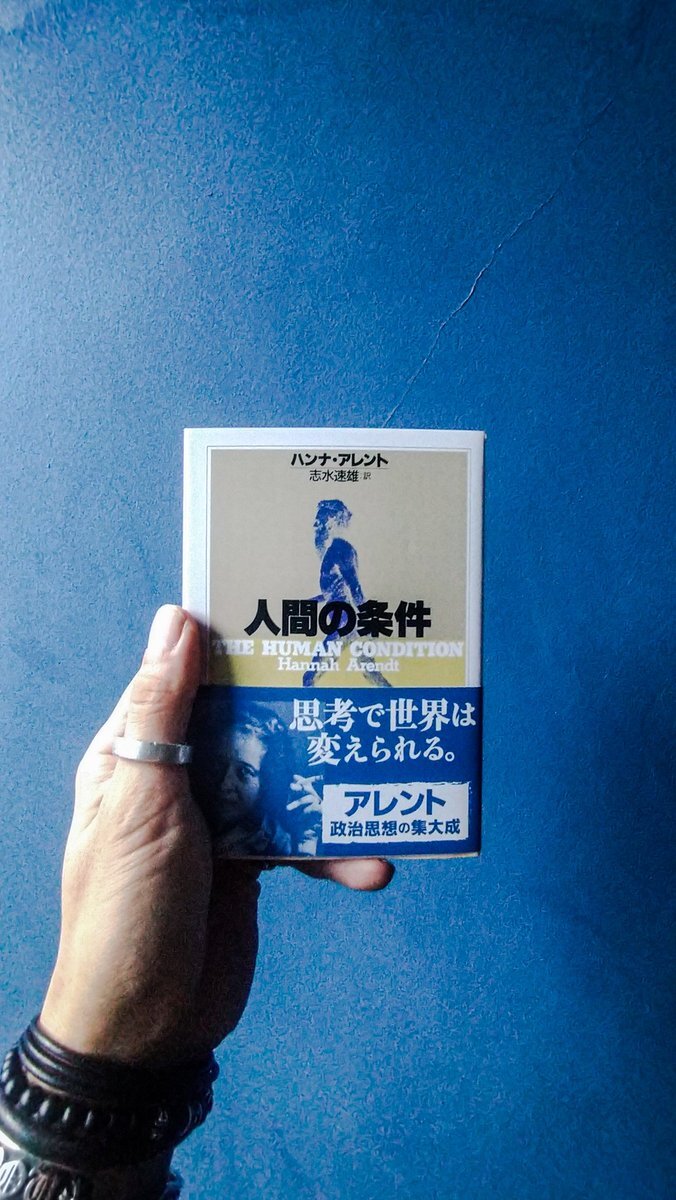 ハンナ・アレント
志水速雄 訳
人間の条件
THE HUMAN CONDITION
Hannah Arendt
思考で世界は
変えられる。
アレント
政治思想の集大成